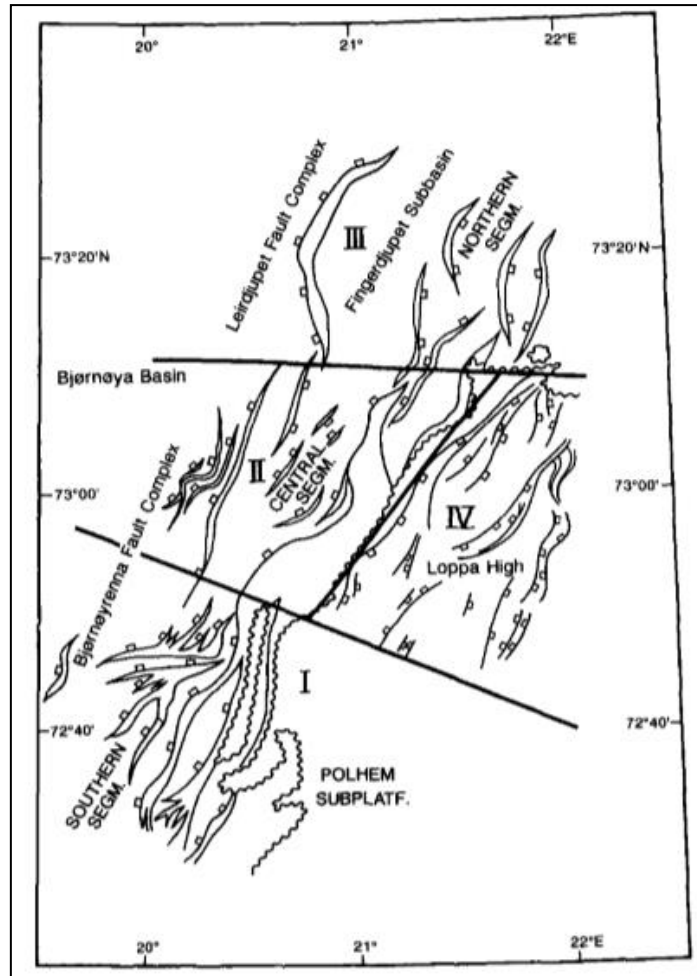 20° 21° 22°E
Leirdjupet Fault Complex
III
Fingerdjupet Subbasin
NORTHERN
SEGM.
73°20'N
73°20'
Bjørnøya Basin
II
CENTRAL
SEGM.
73°00'
73°00'
IV
Loppa High
Bjørnøyrenna Fault Complex
I
72°40'
72°40'
SOUTHERN
SEGM.
POLHEM
SUBPLATF.
20° 21° 22°E